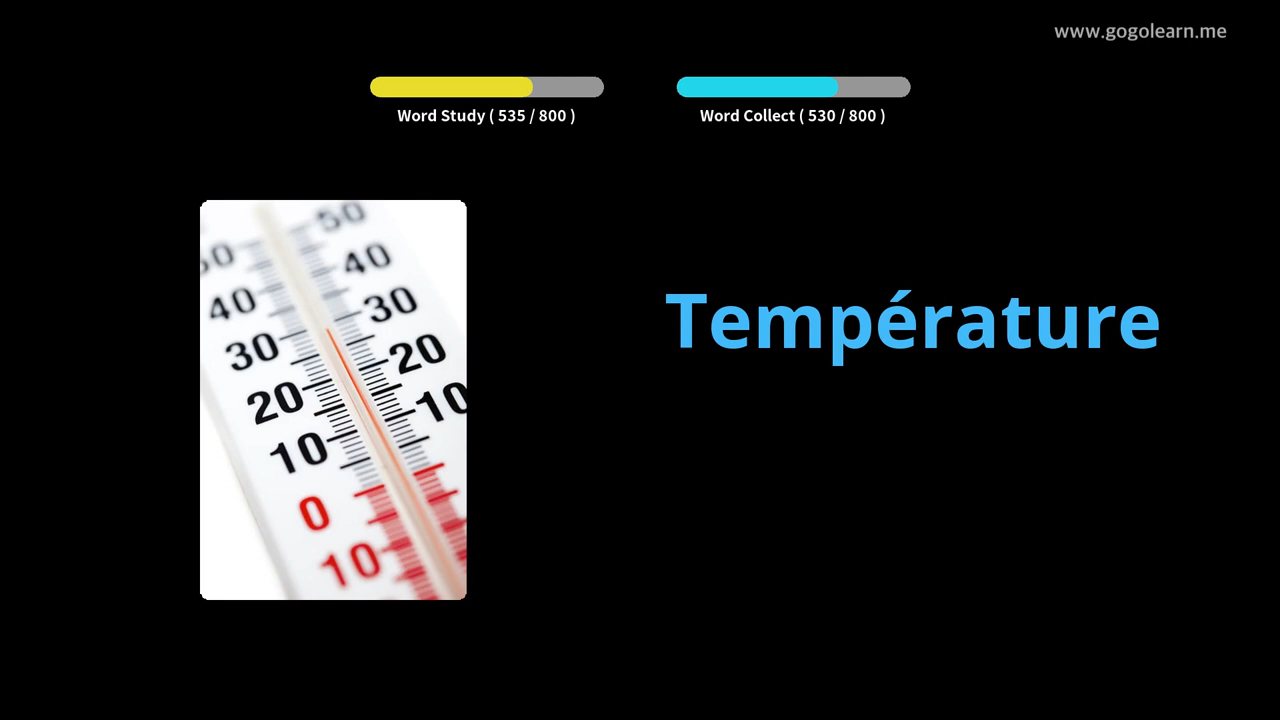 www.gogolearn.me
Word Study ( 535 / 800 )
Word Collect ( 530 / 800 )
Température
50
40 40
30 30
20 20
10 10
0
10